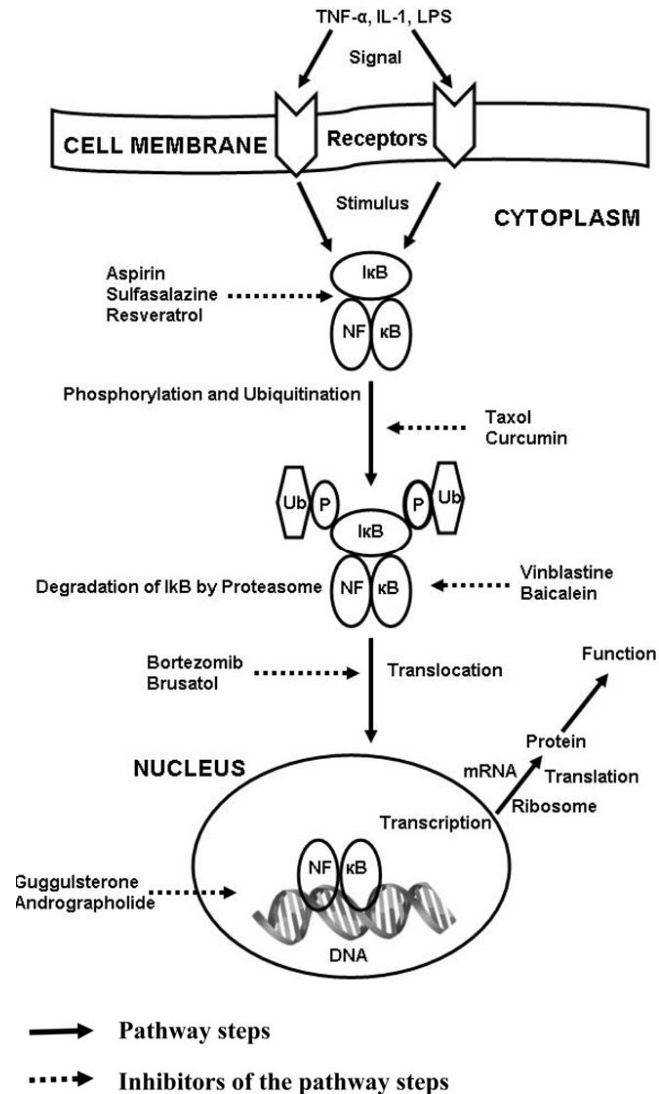 TNF-α, IL-1, LPS
Signal
CELL MEMBRANE
Receptors
Stimulus
CYTOPLASM
IκB
Aspirin
Sulfasalazine
Resveratrol
NF κB
Phosphorylation and Ubiquitination
Taxol
Curcumin
Ub P
P Ub
IκB
Degradation of IkB by Proteasome
NF κB
Vinblastine
Baicalein
Bortezomib
Brusatol
Translocation
Function
Protein
NUCLEUS
mRNA
Translation
Ribosome
Transcription
NF κB
Guggulsterone
Andrographolide
DNA
Pathway steps
Inhibitors of the pathway steps